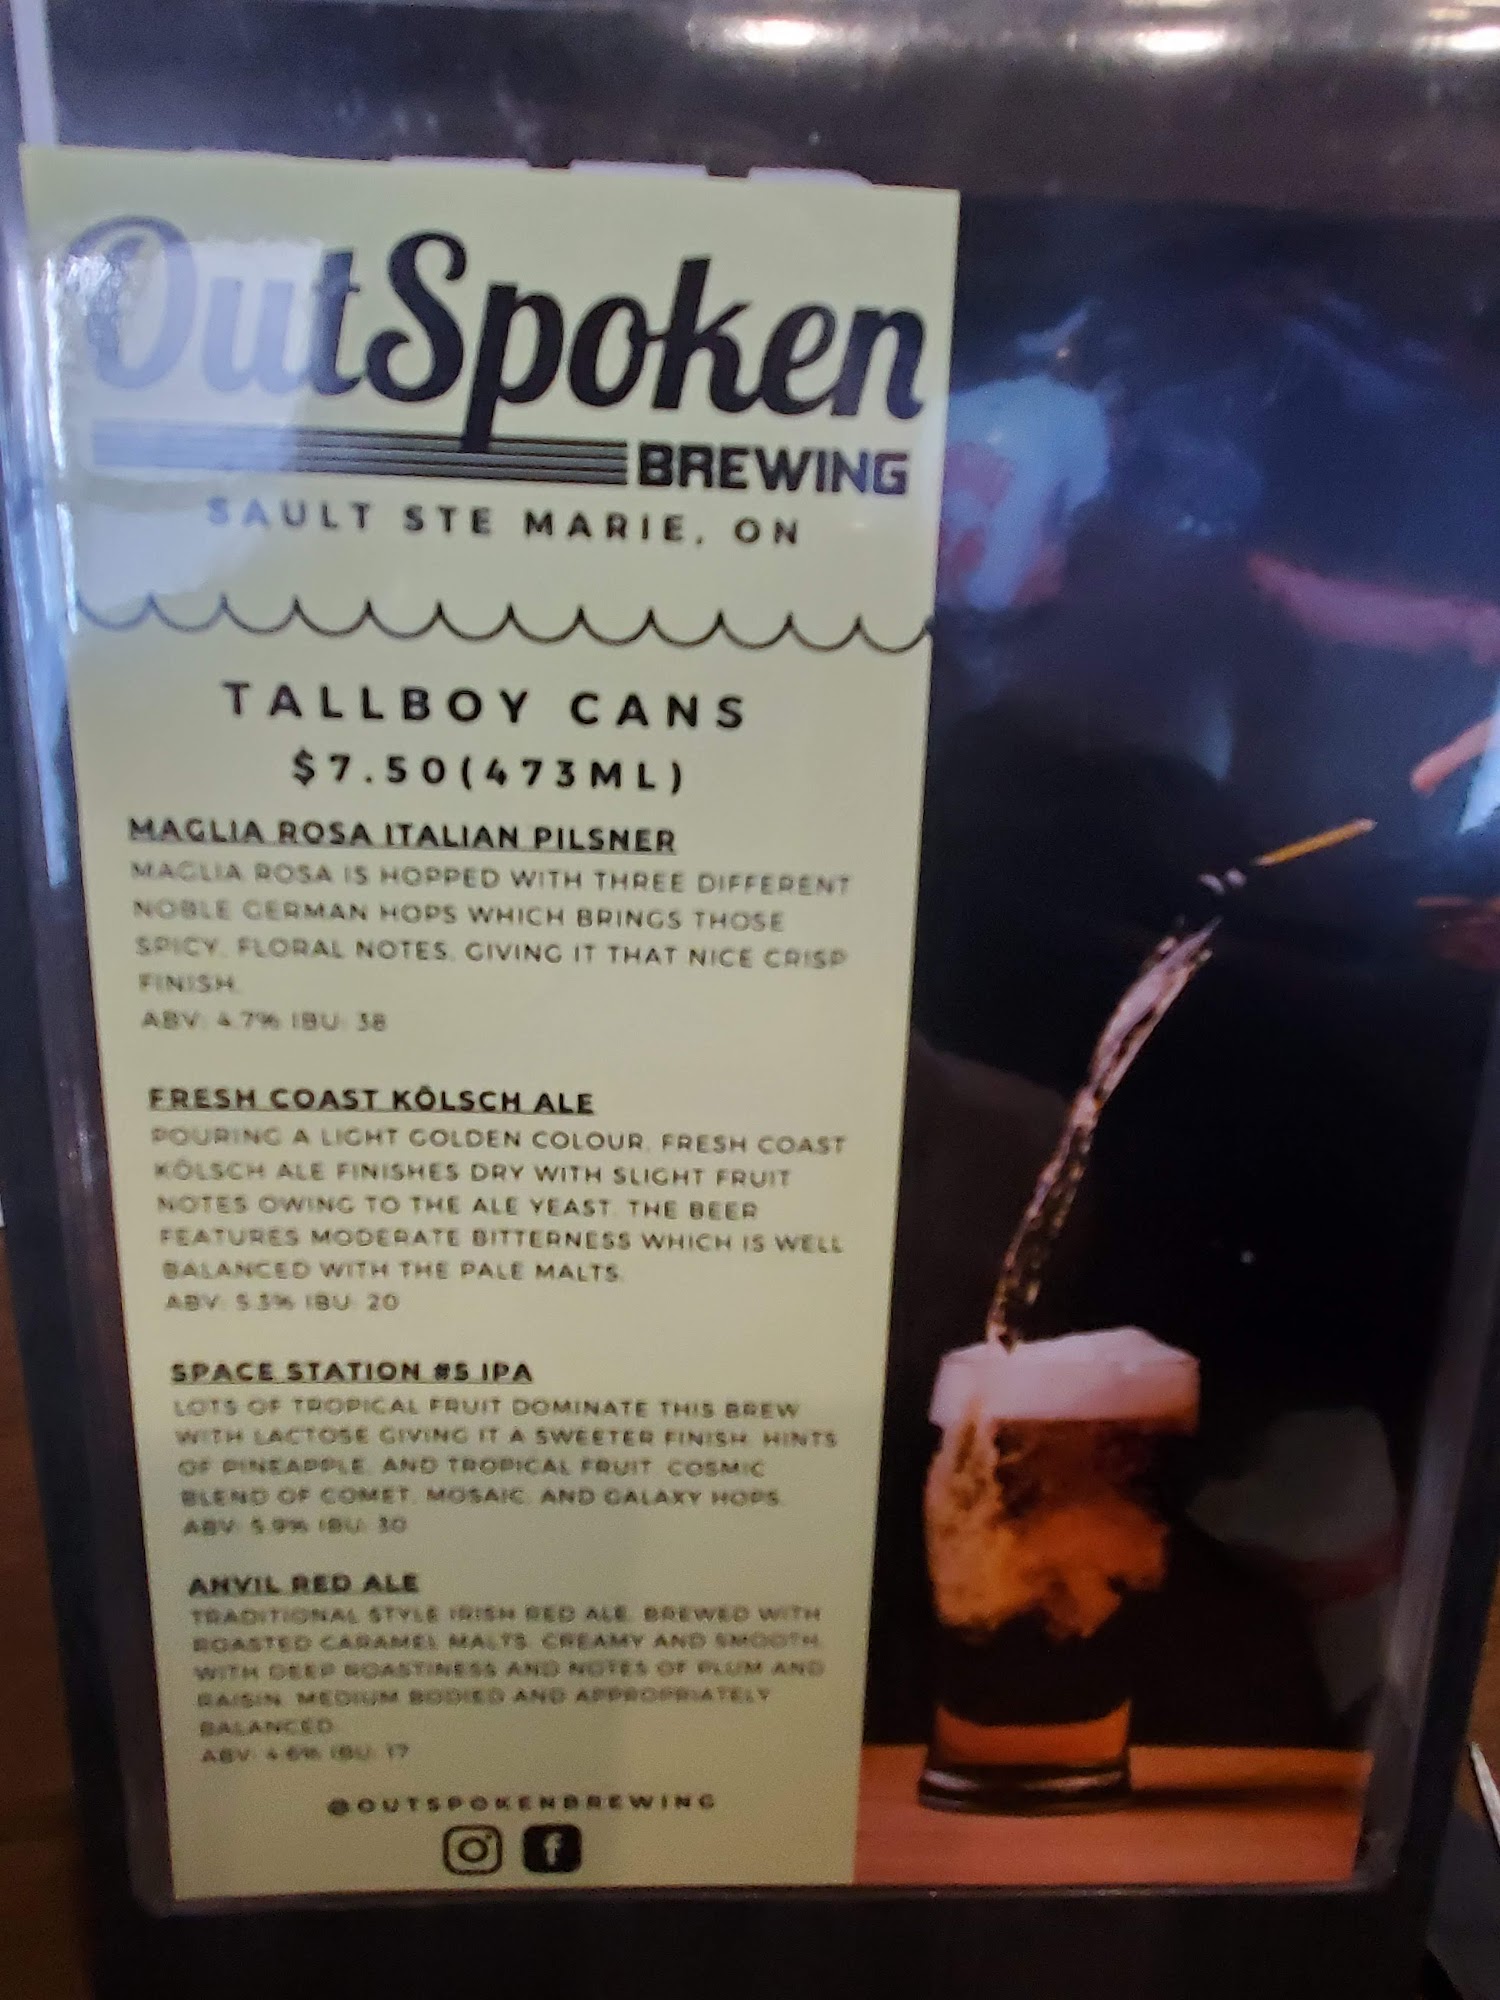 OutSpoken
BREWING
SAULT STE MARIE, ON
TALLBOY CANS
$7.50(473ML)
MAGLIA ROSA ITALIAN PILSNER
MAGLIA ROSA IS HOPPED WITH THREE DIFFERENT
NOBLE GERMAN HOPS WHICH BRINGS THOSE
SPICY, FLORAL NOTES, GIVING IT THAT NICE CRISP
FINISH.
ABV: 4.7% IBU: 38
FRESH COAST KÖLSCH ALE
POURING A LIGHT GOLDEN COLOUR, FRESH COAST
KÖLSCH ALE FINISHES DRY WITH SLIGHT FRUIT
NOTES OWING TO THE ALE YEAST. THE BEER
FEATURES MODERATE BITTERNESS WHICH IS WELL
BALANCED WITH THE PALE MALTS.
ABV: 5.3% IBU: 20
SPACE STATION #5 IPA
LOTS OF TROPICAL FRUIT DOMINATE THIS BREW
WITH LACTOSE GIVING IT A SWEETER FINISH. HINTS
OF PINEAPPLE, AND TROPICAL FRUIT. COSMIC
BLEND OF COMET, MOSAIC, AND GALAXY HOPS.
ABV: 5.9% IBU: 30
ANVIL RED ALE
TRADITIONAL STYLE IRISH RED ALE, BREWED WITH
ROASTED CARAMEL MALTS. CREAMY AND SMOOTH,
WITH DEEP ROASTINESS AND NOTES OF PLUM AND
RAISIN. MEDIUM BODIED AND APPROPRIATELY
BALANCED.
ABV: 4.6% IBU: 17
@OUTSPOKENBREWING